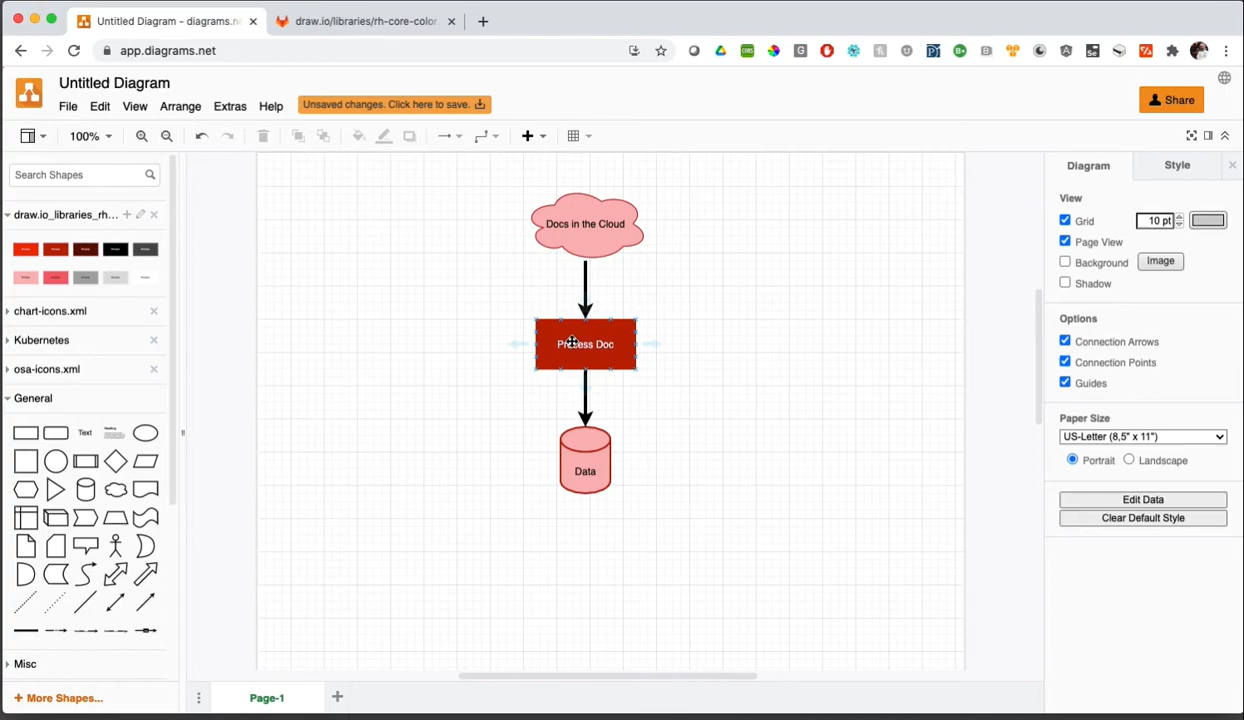 Untitled Diagram - diagrams.n
draw.io/libraries/rh-core-color
app.diagrams.net
Untitled Diagram
File Edit View Arrange Extras Help
Unsaved changes. Click here to save.
Share
100%
Search Shapes
draw.io_libraries_rh...
chart-icons.xml
Kubernetes
osa-icons.xml
General
Text
Misc
+ More Shapes...
Docs in the Cloud
Process Doc
Data
Page-1
Diagram Style
View
Grid 10 pt
Page View
Background Image
Shadow
Options
Connection Arrows
Connection Points
Guides
Paper Size
US-Letter (8,5" x 11")
Portrait Landscape
Edit Data
Clear Default Style